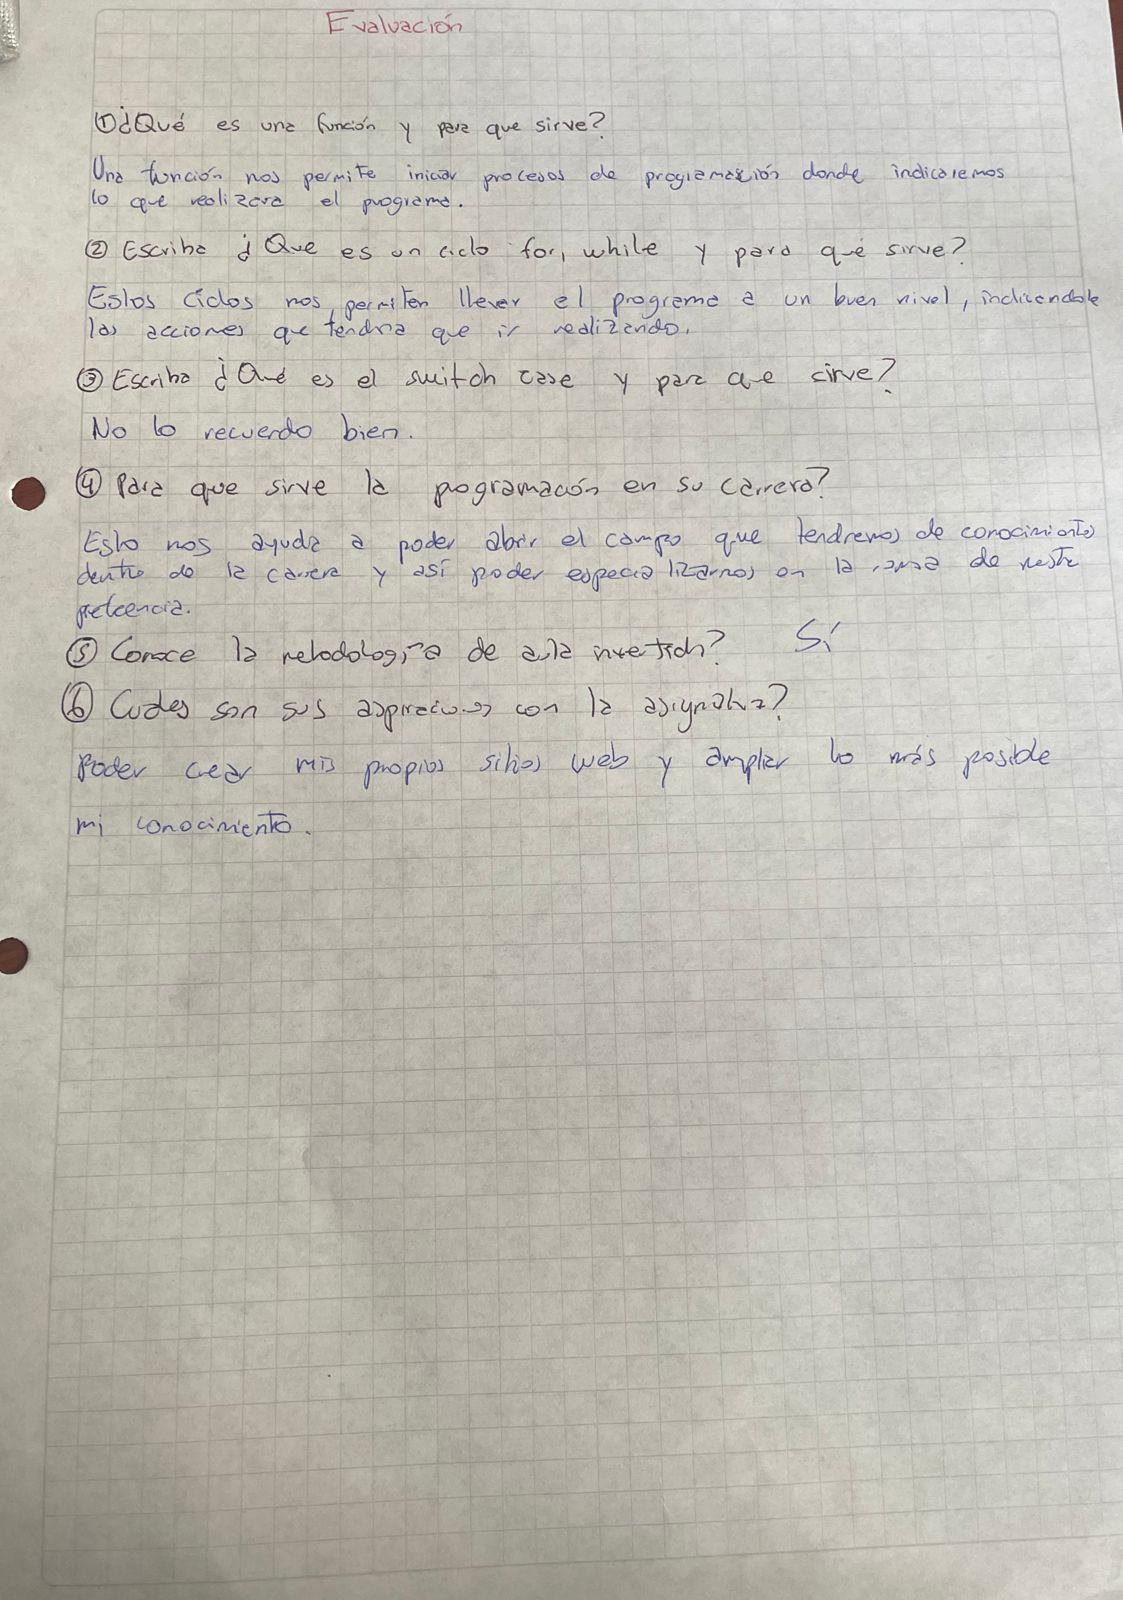 Evaluación
① ¿Qué es una función y para que sirve?
Una función nos permite iniciar procesos de programación donde indicaremos
lo que realizara el programa.
② Escriba ¿Que es un ciclo for, while y para qué sirve?
Estos ciclos nos permiten llevar el programa a un buen nivel, indicandole
las acciones que tendria que ir realizando.
③ Escriba ¿Qué es el switch case y para que sirve?
No lo recuerdo bien.
④ Para que sirve la programación en su carrera?
Esto nos ayuda a poder abrir el campo que tendremos de conocimiento
dentro de la carrera y así poder especializarnos en la rama de
preferencia.
⑤ Conoce la metodología de aula invertida? Sí
⑥ Cuales son sus aspiraciones con la asignatura?
Poder crear mis propios sitios web y ampliar lo más posible
mi conocimiento.